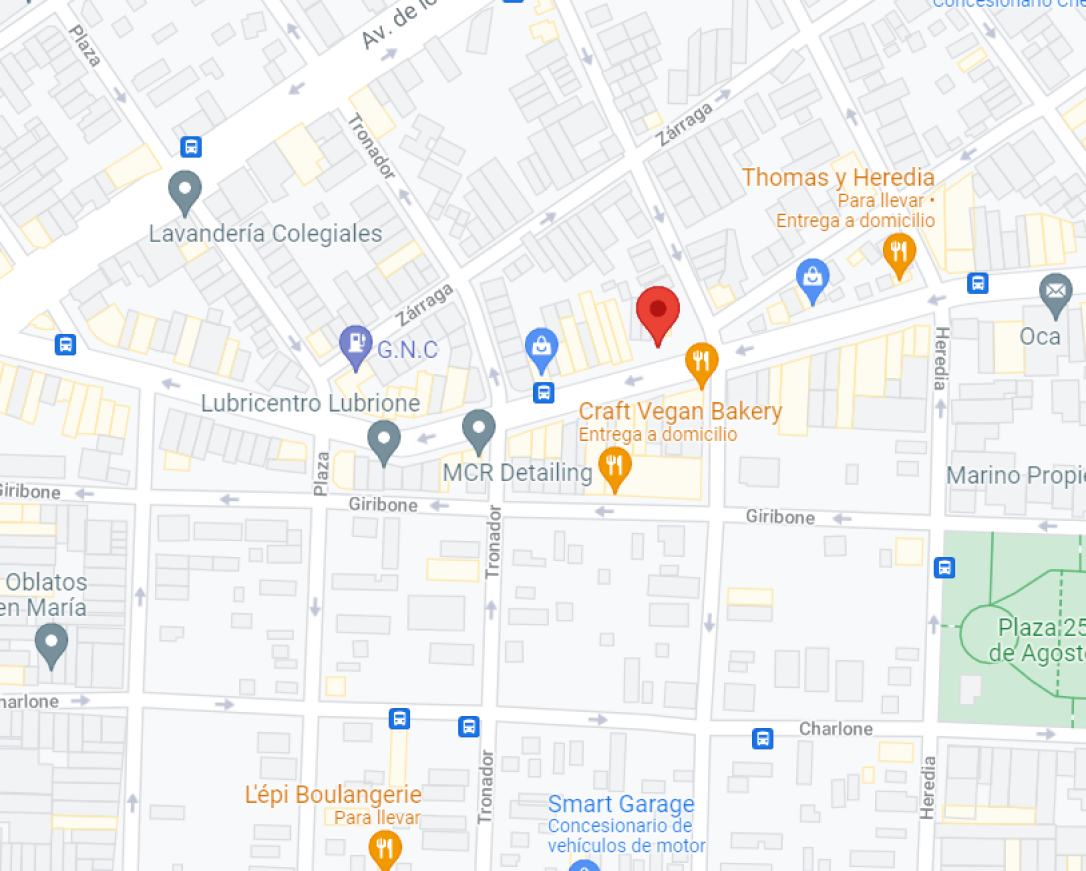 Concesionario Che
Av. de lo
Plaza
Tronador
Zárraga
Thomas y Heredia
Para llevar •
Entrega a domicilio
Lavandería Colegiales
Zárraga
G.N.C
Oca
Heredia
Lubricentro Lubrione
Craft Vegan Bakery
Entrega a domicilio
MCR Detailing
Plaza
Marino Propie
Giribone
Giribone
Giribone
Tronador
Oblatos
en María
Plaza 25
de Agosto
harlone
Charlone
Heredia
Tronador
L'épi Boulangerie
Para llevar
Smart Garage
Concesionario de
vehículos de motor